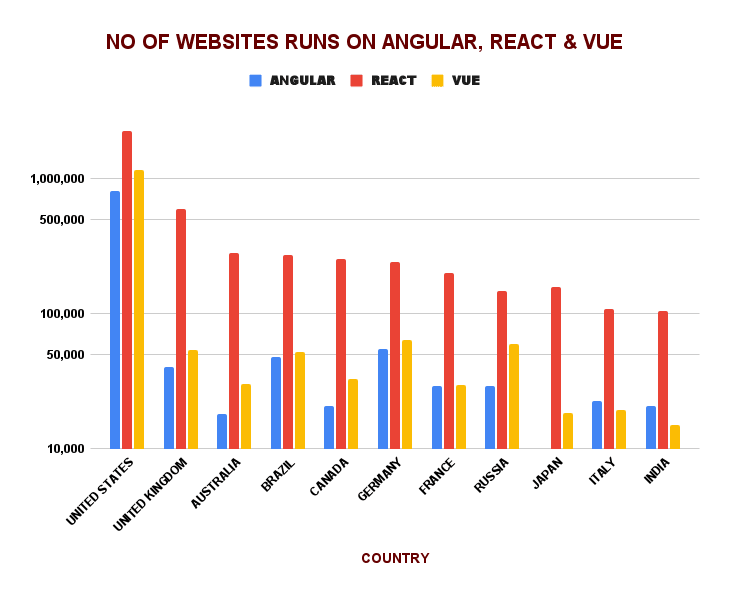 NO OF WEBSITES RUNS ON ANGULAR, REACT & VUE
ANGULAR REACT VUE
1,000,000
500,000
100,000
50,000
10,000
UNITED STATES
UNITED KINGDOM
AUSTRALIA
BRAZIL
CANADA
GERMANY
FRANCE
RUSSIA
JAPAN
ITALY
INDIA
COUNTRY